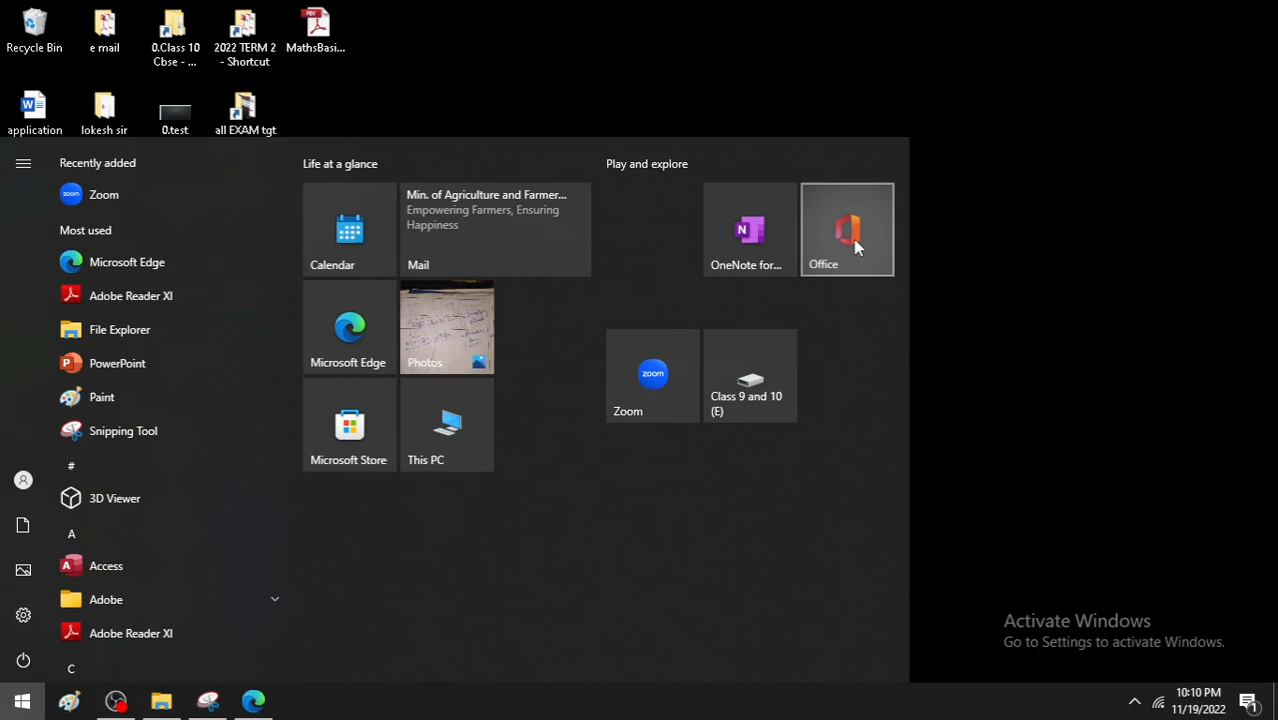 Recycle Bin
e mail
0.Class 10 Cbse - ...
2022 TERM 2 - Shortcut
MathsBasi...
application
lokesh sir
0.test
all EXAM tgt
Recently added
Zoom
Most used
Microsoft Edge
Adobe Reader XI
File Explorer
PowerPoint
Paint
Snipping Tool
#
3D Viewer
A
Access
Adobe
Adobe Reader XI
C
Life at a glance
Calendar
Min. of Agriculture and Farmer...
Empowering Farmers, Ensuring
Happiness
Mail
Microsoft Edge
Photos
Microsoft Store
This PC
Play and explore
OneNote for...
Office
zoom
Zoom
Class 9 and 10
(E)
Activate Windows
Go to Settings to activate Windows.
10:10 PM
11/19/2022
1